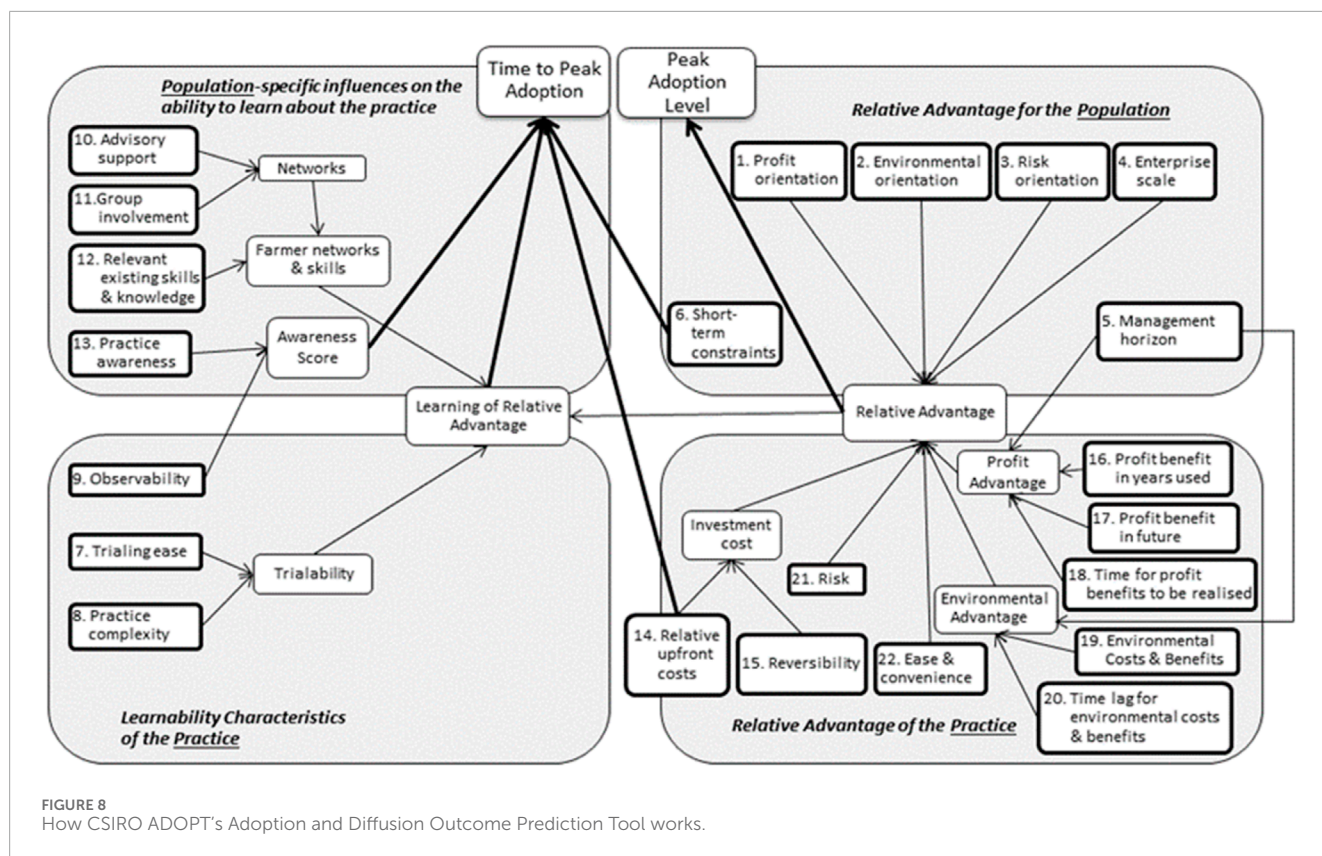 Time to Peak
Adoption
Peak
Adoption
Level
Population-specific influences on the
ability to learn about the practice
10. Advisory
support
11.Group
involvement
12. Relevant
existing skills
& knowledge
13. Practice
awareness
Networks
Farmer networks
& skills
Awareness
Score
Relative Advantage for the Population
1. Profit
orientation
2. Environmental
orientation
3. Risk
orientation
4. Enterprise
scale
6. Short-
term
constraints
5. Management
horizon
Learning of Relative
Advantage
Relative Advantage
9. Observability
7. Trialing ease
8. Practice
complexity
Trialability
Learnability Characteristics
of the Practice
Profit
Advantage
16. Profit benefit
in years used
17. Profit benefit
in future
18. Time for profit
benefits to be realised
Investment
cost
21. Risk
Environmental
Advantage
14. Relative
upfront
costs
15. Reversibility
22. Ease &
convenience
19. Environmental
Costs & Benefits
20. Time lag for
environmental costs
& benefits
Relative Advantage of the Practice
FIGURE 8
How CSIRO ADOPT's Adoption and Diffusion Outcome Prediction Tool works.